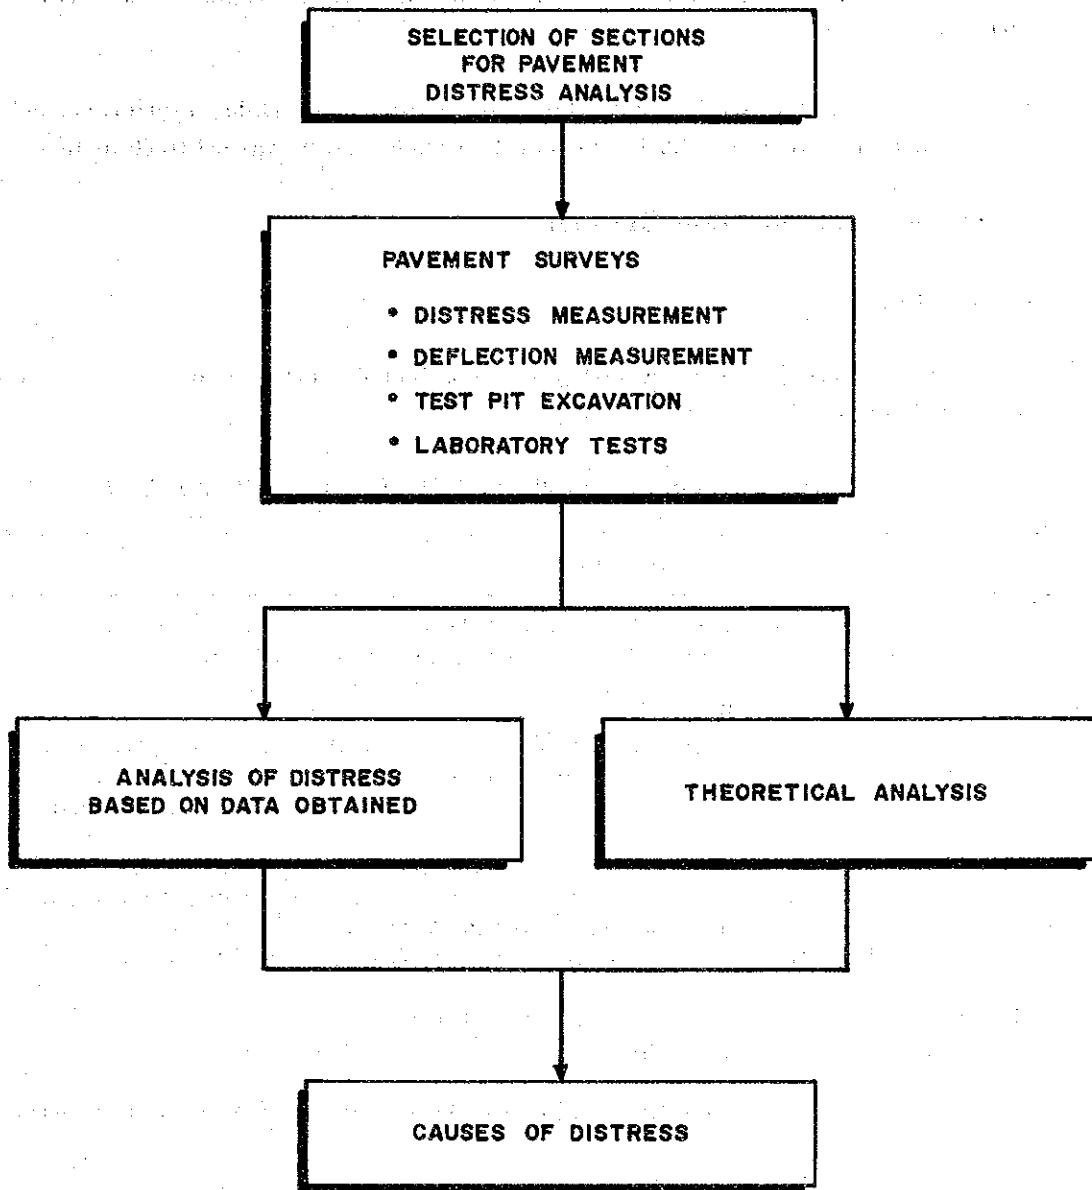 SELECTION OF SECTIONS
FOR PAVEMENT
DISTRESS ANALYSIS
PAVEMENT SURVEYS
• DISTRESS MEASUREMENT
• DEFLECTION MEASUREMENT
• TEST PIT EXCAVATION
• LABORATORY TESTS
ANALYSIS OF DISTRESS
BASED ON DATA OBTAINED
THEORETICAL ANALYSIS
CAUSES OF DISTRESS